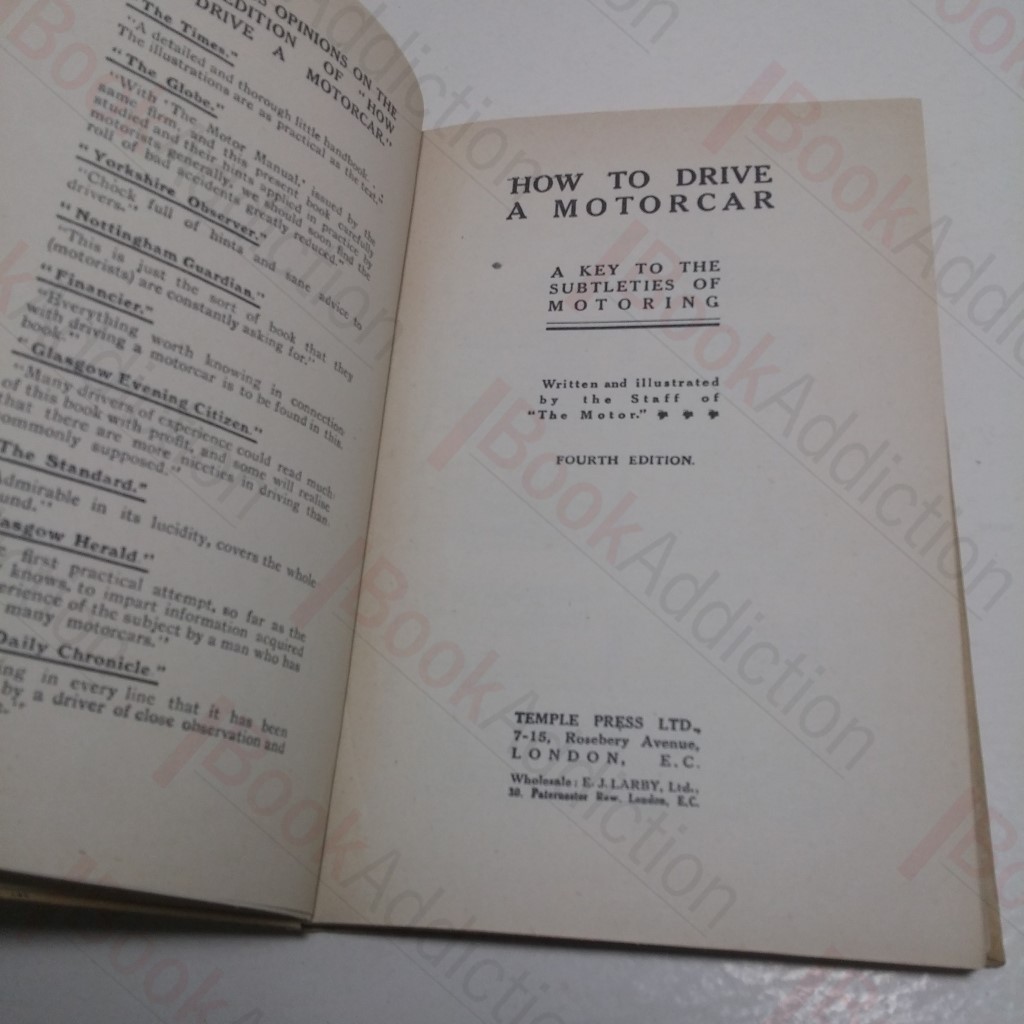 S OPINIONS ON THE
EDITION OF "HOW
DRIVE A MOTORCAR."
"The Times."
"A detailed and thorough little handbook . . .
The illustrations are as practical as the text."
"The Globe."
"With 'The Motor Manual,' issued by the
same firm, and this present book carefully
studied and their hints applied in practice by
motorists generally, we should soon find the
roll of bad accidents greatly reduced."
"Yorkshire Observer."
"Chock full of hints and sane advice to
drivers."
"Nottingham Guardian."
"This is just the sort of book that they
(motorists) are constantly asking for."
"Financier."
"Everything worth knowing in connection
with driving a motorcar is to be found in this
book."
"Glasgow Evening Citizen."
"Many drivers of experience could read much
of this book with profit, and some will realise
that there are more niceties in driving than
commonly supposed."
The Standard."
Admirable in its lucidity, covers the whole
und."
asgow Herald."
first practical attempt, so far as the
knows, to impart information acquired
erience of the subject by a man who has
many motorcars."
Daily Chronicle."
ing in every line that it has been
by a driver of close observation and
HOW TO DRIVE
A MOTORCAR
A KEY TO THE
SUBTLETIES OF
MOTORING
Written and illustrated
by the Staff of
"The Motor."
FOURTH EDITION.
TEMPLE PRESS LTD.,
7-15, Rosebery Avenue,
LONDON, E.C.
Wholesale: E. J. LARBY, Ltd.,
30, Paternoster Row, London, E.C.
BookAddiction